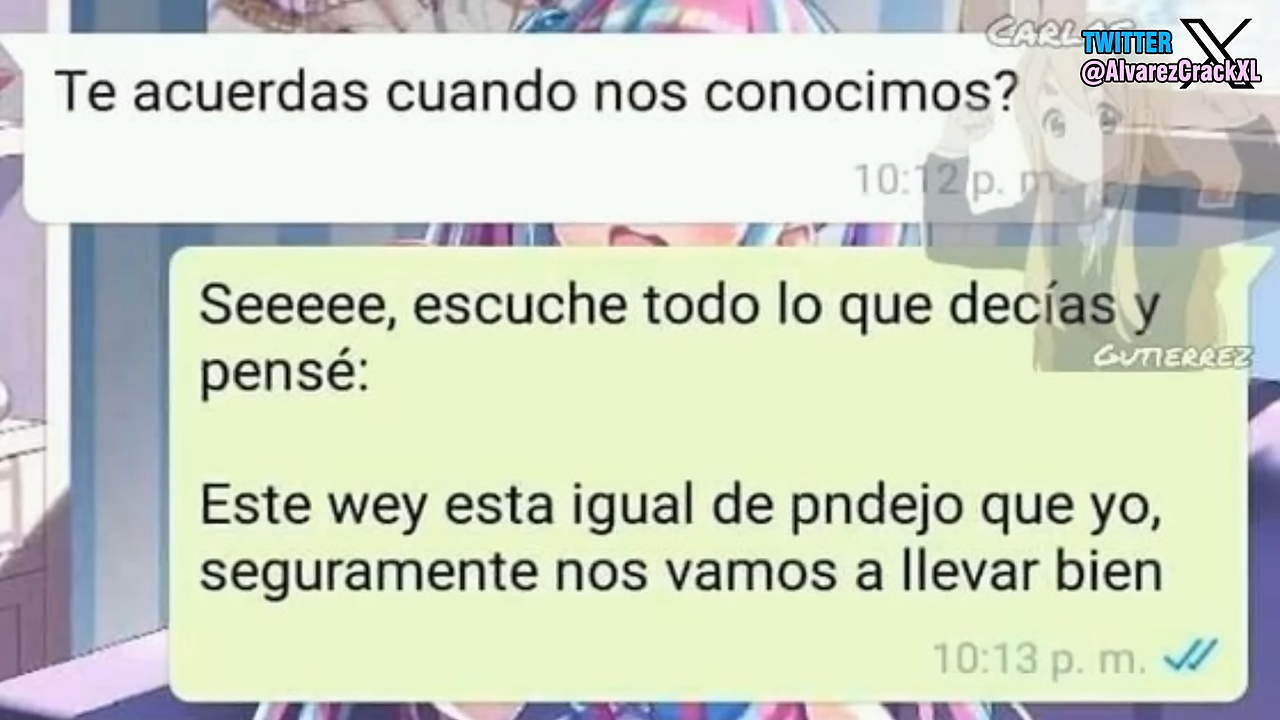 TWITTER X
@AlvarezCrackXL
Te acuerdas cuando nos conocimos?
10:12 p. m.
Seeeee, escuche todo lo que decías y
pensé:
Este wey esta igual de pndejo que yo,
seguramente nos vamos a llevar bien
10:13 p. m.
GUTIERREZ